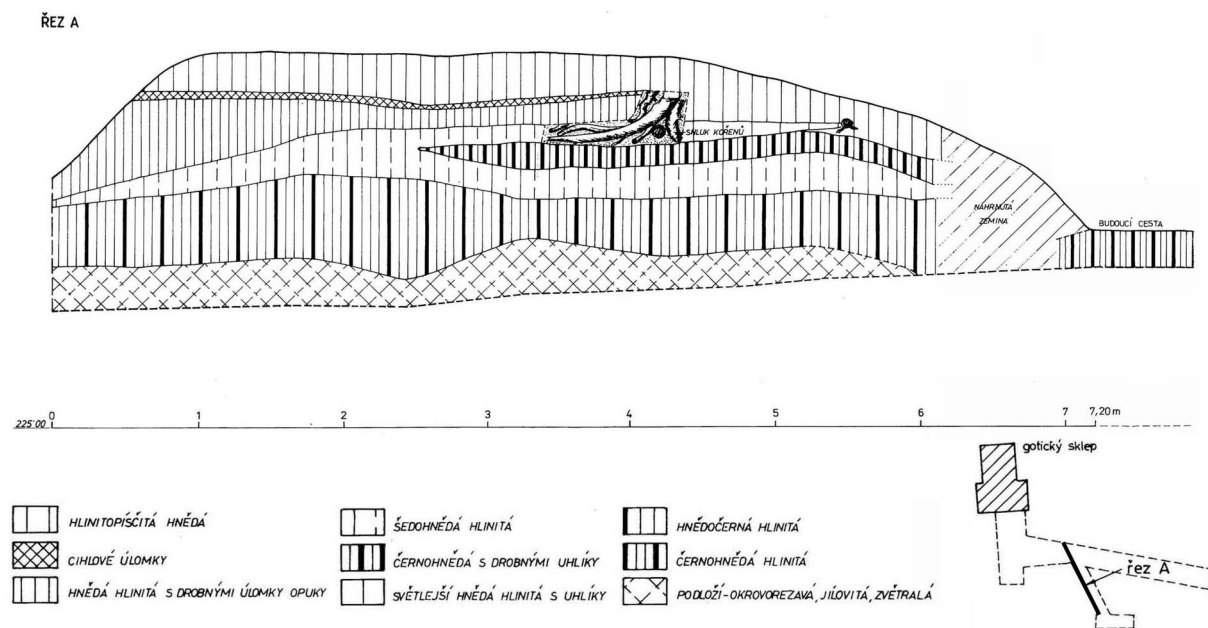 ŘEZ A
SHLUK KOŘENŮ
NAHRNUTÁ
ZEMINA
BUDOUCÍ CESTA
225·00 0 1 2 3 4 5 6 7 7,20 m
gotický sklep
řez A
HLINITOPÍSČITÁ HNĚDÁ
CIHLOVÉ ÚLOMKY
HNĚDÁ HLINITÁ S DROBNÝMI ÚLOMKY OPUKY
ŠEDOHNĚDÁ HLINITÁ
ČERNOHNĚDÁ S DROBNÝMI UHLÍKY
SVĚTLEJŠÍ HNĚDÁ HLINITÁ S UHLÍKY
HNĚDOČERNÁ HLINITÁ
ČERNOHNĚDÁ HLINITÁ
PODLOŽÍ-OKROVOREZAVÁ, JÍLOVITÁ, ZVĚTRALÁ